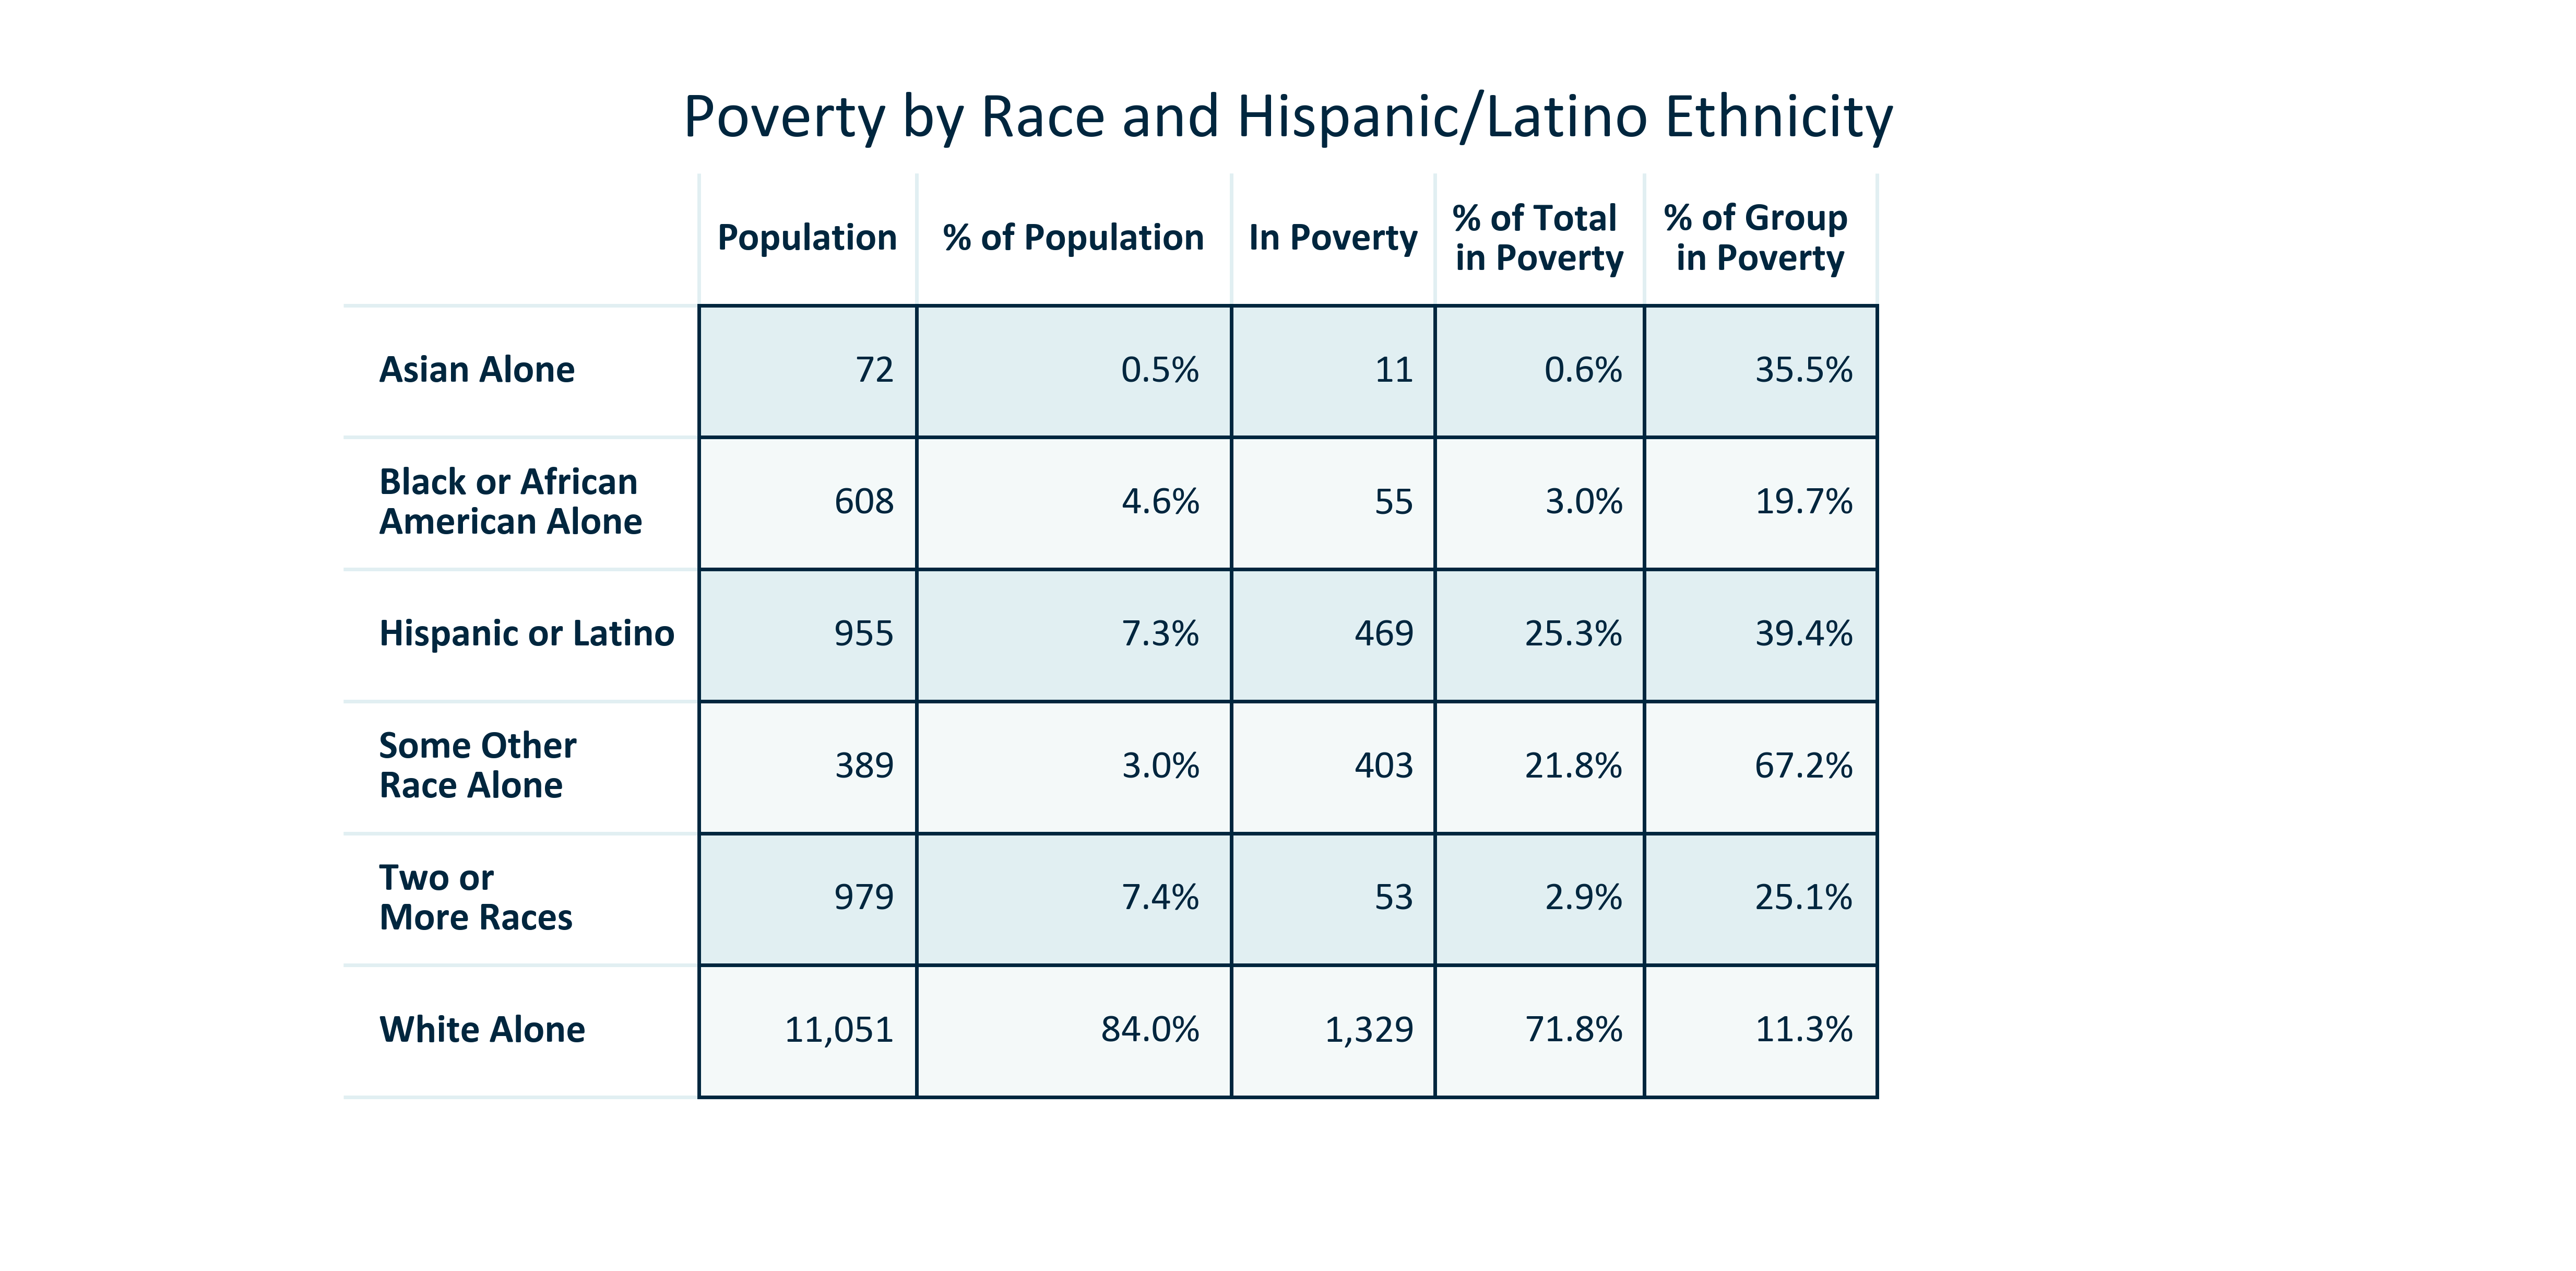 Poverty by Race and Hispanic/Latino Ethnicity
Population % of Population In Poverty % of Total in Poverty % of Group in Poverty
Asian Alone 72 0.5% 11 0.6% 35.5%
Black or African American Alone 608 4.6% 55 3.0% 19.7%
Hispanic or Latino 955 7.3% 469 25.3% 39.4%
Some Other Race Alone 389 3.0% 403 21.8% 67.2%
Two or More Races 979 7.4% 53 2.9% 25.1%
White Alone 11,051 84.0% 1,329 71.8% 11.3%